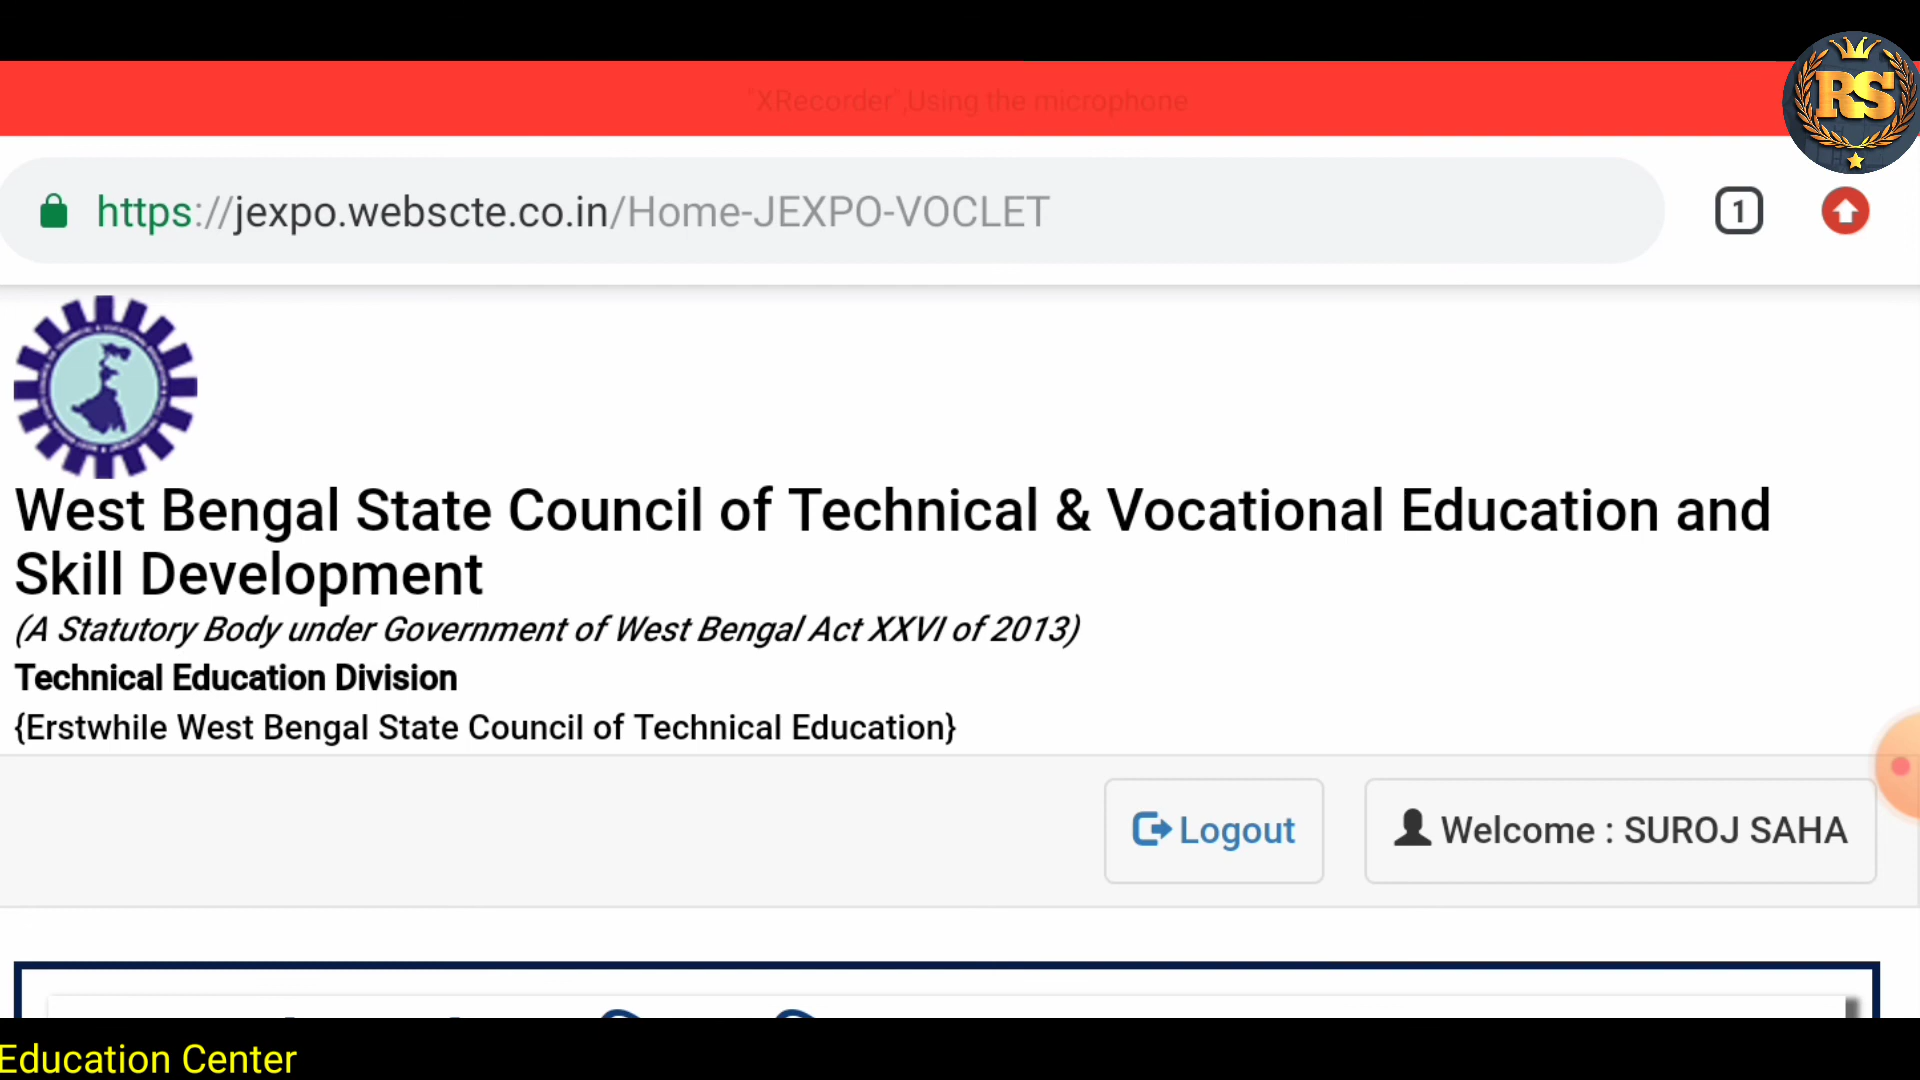 "XRecorder",Using the microphone
RS
https://jexpo.webscte.co.in/Home-JEXPO-VOCLET
1
West Bengal State Council of Technical & Vocational Education and
Skill Development
(A Statutory Body under Government of West Bengal Act XXVI of 2013)
Technical Education Division
{Erstwhile West Bengal State Council of Technical Education}
Logout
Welcome : SUROJ SAHA
Education Center